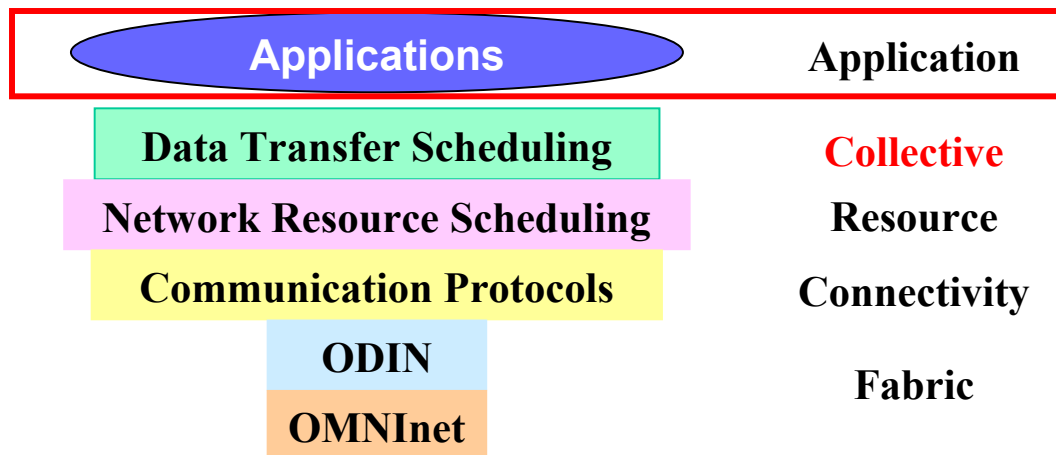 Applications Application
Data Transfer Scheduling Collective
Network Resource Scheduling Resource
Communication Protocols Connectivity
ODIN
Fabric
OMNInet